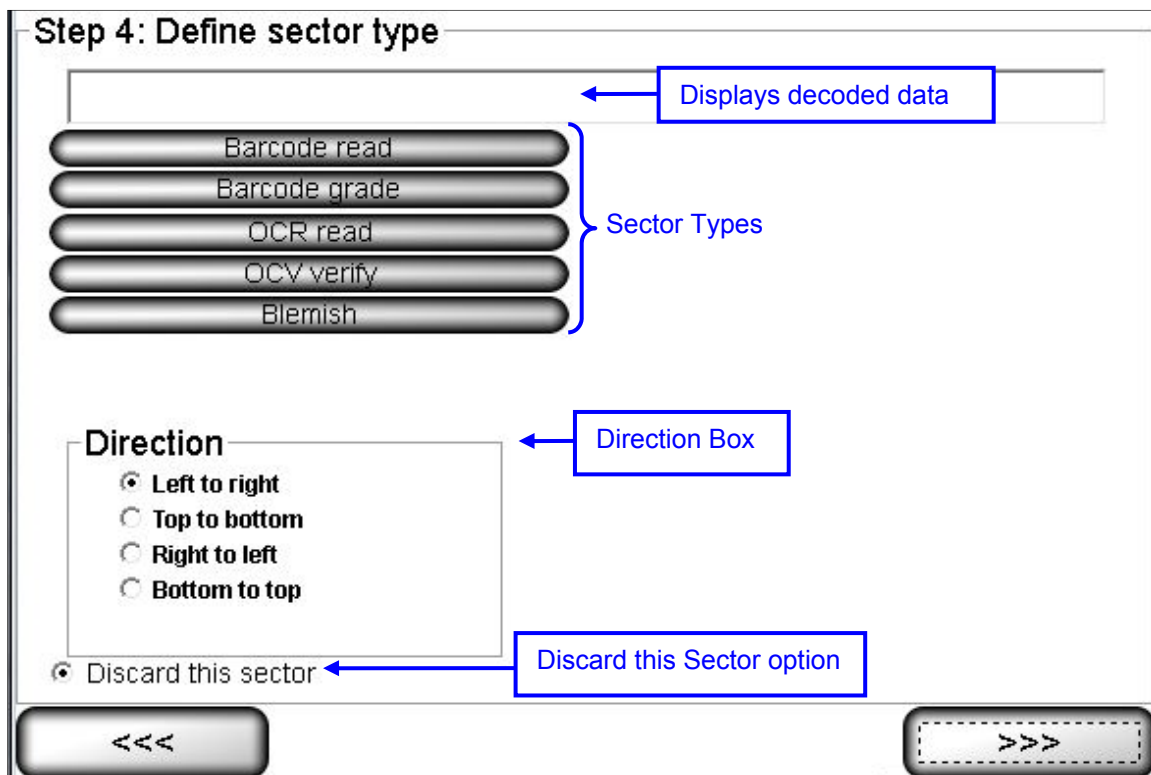 Step 4: Define sector type
Displays decoded data
Barcode read
Barcode grade
OCR read
OCV verify
Blemish
Sector Types
Direction
Direction Box
Left to right
Top to bottom
Right to left
Bottom to top
Discard this sector
Discard this Sector option
<<<
>>>